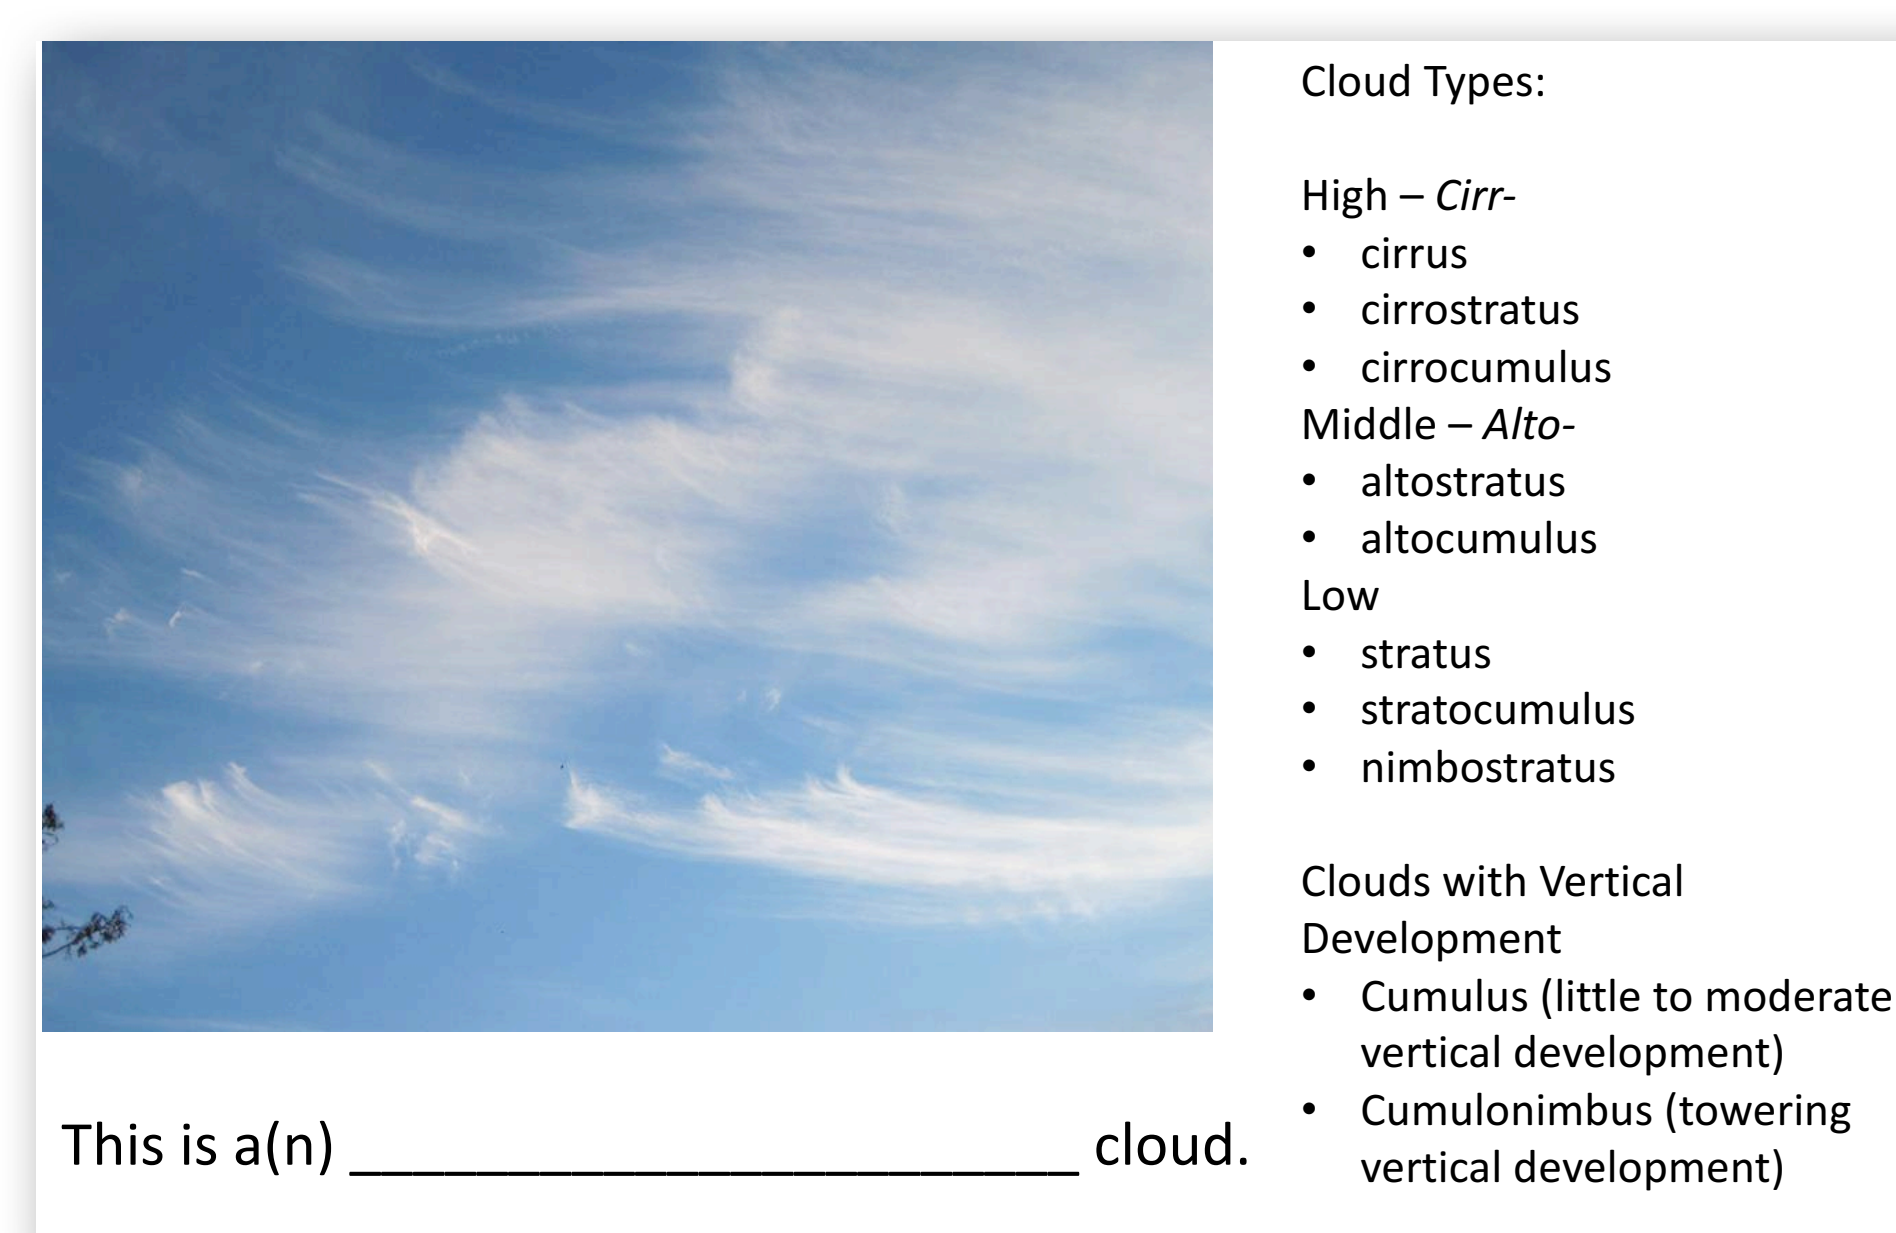 Cloud Types:
High – Cirr-
• cirrus
• cirrostratus
• cirrocumulus
Middle – Alto-
• altostratus
• altocumulus
Low
• stratus
• stratocumulus
• nimbostratus
Clouds with Vertical
Development
• Cumulus (little to moderate
vertical development)
• Cumulonimbus (towering
vertical development)
This is a(n) _______________________ cloud.